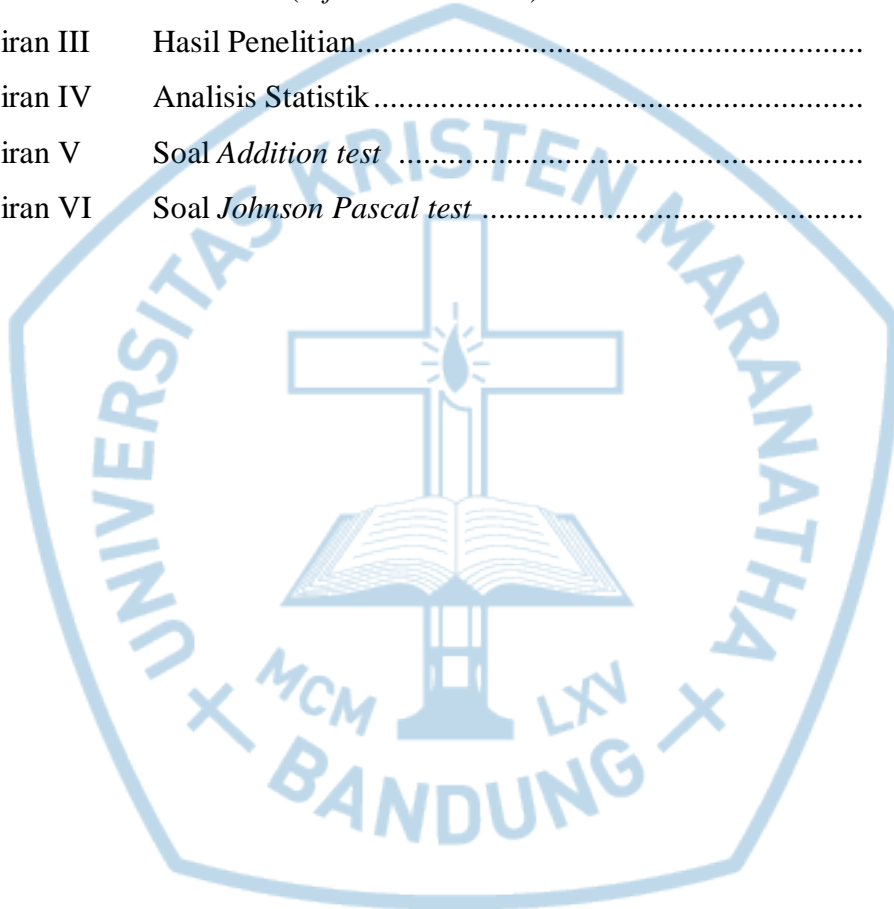 iran III Hasil Penelitian.................................................................
iran IV Analisis Statistik...............................................................
iran V Soal Addition test ............................................................
iran VI Soal Johnson Pascal test .................................................
UNIVERSITAS KRISTEN MARANATHA
MCM LXV
BANDUNG